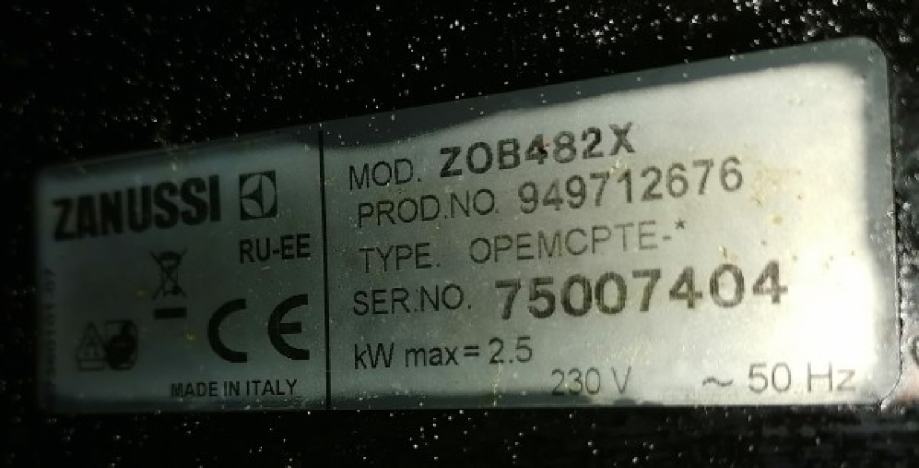 ZANUSSI
RU-EE
CE
MADE IN ITALY
MOD. ZOB482X
PROD.NO. 949712676
TYPE. OPEMCPTE-*
SER.NO. 75007404
kW max = 2.5
230 V ~ 50 Hz